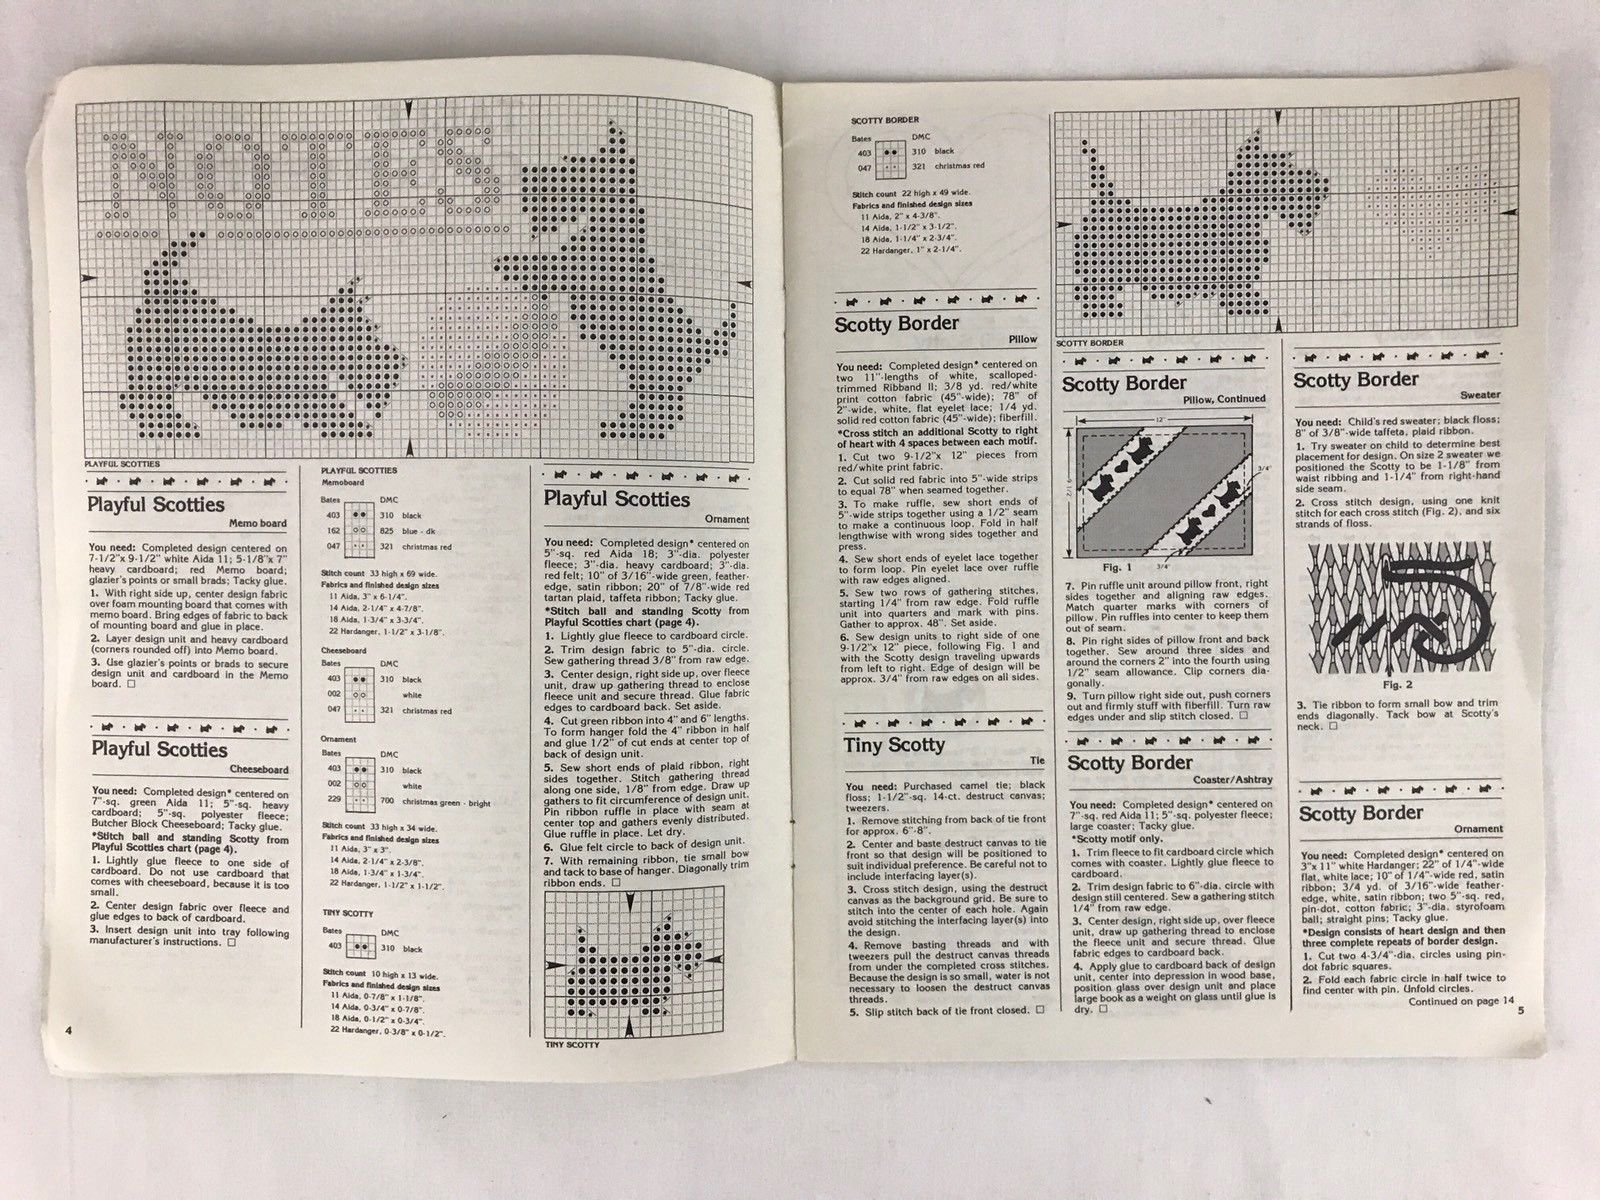 NOTES
PLAYFUL SCOTTIES
Playful Scotties
Memo board
You need: Completed design centered on
7-1/2"x 9-1/2" white Aida 11; 5-1/8"x 7"
heavy cardboard; red Memo board;
glazier's points or small brads; Tacky glue.
1. With right side up, center design fabric
over foam mounting board that comes with
memo board. Bring edges of fabric to back
of mounting board and glue in place.
2. Layer design unit and heavy cardboard
(corners rounded off) into Memo board.
3. Use glazier's points or brads to secure
design unit and cardboard in the Memo
board. □
Playful Scotties
Cheeseboard
You need: Completed design* centered on
7"-sq. green Aida 11; 5"-sq. heavy
cardboard; 5"-sq. polyester fleece;
Butcher Block Cheeseboard; Tacky glue.
*Stitch ball and standing Scotty from
Playful Scotties chart (page 4).
1. Lightly glue fleece to one side of
cardboard. Do not use cardboard that
comes with cheeseboard, because it is too
small.
2. Center design fabric over fleece and
glue edges to back of cardboard.
3. Insert design unit into tray following
manufacturer's instructions. □
4
PLAYFUL SCOTTIES
Memoboard
Bates DMC
403 310 black
162 825 blue - dk
047 321 christmas red
Stitch count 33 high x 69 wide.
Fabrics and finished design sizes
11 Aida, 3" x 6-1/4".
14 Aida, 2-1/4" x 4-7/8".
18 Aida, 1-3/4" x 3-3/4".
22 Hardanger, 1-1/2" x 3-1/8".
Cheeseboard
Bates DMC
403 310 black
002 white
047 321 christmas red
Ornament
Bates DMC
403 310 black
002 white
229 700 christmas green - bright
Stitch count 33 high x 34 wide.
Fabrics and finished design sizes
11 Aida, 3" x 3".
14 Aida, 2-1/4" x 2-3/8".
18 Aida, 1-3/4 x 1-3/4".
22 Hardanger, 1-1/2" x 1-1/2".
TINY SCOTTY
Bates DMC
403 310 black
Stitch count 10 high x 13 wide.
Fabrics and finished design sizes
11 Aida, 0-7/8" x 1-1/8".
14 Aida, 0-3/4" x 0-7/8".
18 Aida, 0-1/2" x 0-3/4".
22 Hardanger, 0-3/8" x 0-1/2".
Playful Scotties
Ornament
You need: Completed design* centered on
5"-sq. red Aida 18; 3"-dia. polyester
fleece; 3"-dia. heavy cardboard; 3"-dia.
red felt; 10" of 3/16"-wide green, feather-
edge, satin ribbon; 20" of 7/8"-wide red
tartan plaid, taffeta ribbon; Tacky glue.
*Stitch ball and standing Scotty from
Playful Scotties chart (page 4).
1. Lightly glue fleece to cardboard circle.
2. Trim design fabric to 5"-dia. circle.
Sew gathering thread 3/8" from raw edge.
3. Center design, right side up, over fleece
unit, draw up gathering thread to enclose
fleece unit and secure thread. Glue fabric
edges to cardboard back. Set aside.
4. Cut green ribbon into 4" and 6" lengths.
To form hanger fold the 4" ribbon in half
and glue 1/2" of cut ends at center top of
back of design unit.
5. Sew short ends of plaid ribbon, right
sides together. Stitch gathering thread
along one side, 1/8" from edge. Draw up
gathers to fit circumference of design unit.
Pin ribbon ruffle in place with seam at
center top and gathers evenly distributed.
Glue ruffle in place. Let dry.
6. Glue felt circle to back of design unit.
7. With remaining ribbon, tie small bow
and tack to base of hanger. Diagonally trim
ribbon ends. □
TINY SCOTTY
SCOTTY BORDER
Bates DMC
403 310 black
047 321 christmas red
Stitch count 22 high x 49 wide.
Fabrics and finished design sizes
11 Aida, 2" x 4-3/8".
14 Aida, 1-1/2" x 3-1/2".
18 Aida, 1-1/4" x 2-3/4".
22 Hardanger, 1" x 2-1/4".
Scotty Border
Pillow
You need: Completed design* centered on
two 11"-lengths of white, scalloped-
trimmed Ribband II; 3/8 yd. red/white
print cotton fabric (45"-wide); 78" of
2"-wide, white, flat eyelet lace; 1/4 yd.
solid red cotton fabric (45"-wide); fiberfill.
*Cross stitch an additional Scotty to right
of heart with 4 spaces between each motif.
1. Cut two 9-1/2"x 12" pieces from
red/white print fabric.
2. Cut solid red fabric into 5"-wide strips
to equal 78" when seamed together.
3. To make ruffle, sew short ends of
5"-wide strips together using a 1/2" seam
to make a continuous loop. Fold in half
lengthwise with wrong sides together and
press.
4. Sew short ends of eyelet lace together
to form loop. Pin eyelet lace over ruffle
with raw edges aligned.
5. Sew two rows of gathering stitches,
starting 1/4" from raw edge. Fold ruffle
unit into quarters and mark with pins.
Gather to approx. 48". Set aside.
6. Sew design units to right side of one
9-1/2"x 12" piece, following Fig. 1 and
with the Scotty design traveling upwards
from left to right. Edge of design will be
approx. 3/4" from raw edges on all sides.
Tiny Scotty
Tie
You need: Purchased camel tie; black
floss; 1-1/2"-sq. 14-ct. destruct canvas;
tweezers.
1. Remove stitching from back of tie front
for approx. 6"-8".
2. Center and baste destruct canvas to tie
front so that design will be positioned to
suit individual preference. Be careful not to
include interfacing layer(s).
3. Cross stitch design, using the destruct
canvas as the background grid. Be sure to
stitch into the center of each hole. Again
avoid stitching the interfacing layer(s) into
the design.
4. Remove basting threads and with
tweezers pull the destruct canvas threads
from under the completed cross stitches.
Because the design is so small, water is not
necessary to loosen the destruct canvas
threads.
5. Slip stitch back of tie front closed. □
SCOTTY BORDER
Scotty Border
Pillow, Continued
12"
3/4"
3/4"
Fig. 1
7. Pin ruffle unit around pillow front, right
sides together and aligning raw edges.
Match quarter marks with corners of
pillow. Pin ruffles into center to keep them
out of seam.
8. Pin right sides of pillow front and back
together. Sew around three sides and
around the corners 2" into the fourth using
1/2" seam allowance. Clip corners dia-
gonally.
9. Turn pillow right side out, push corners
out and firmly stuff with fiberfill. Turn raw
edges under and slip stitch closed. □
Scotty Border
Coaster/Ashtray
You need: Completed design* centered on
7"-sq. red Aida 11; 5"-sq. polyester fleece;
large coaster; Tacky glue.
*Scotty motif only.
1. Trim fleece to fit cardboard circle which
comes with coaster. Lightly glue fleece to
cardboard.
2. Trim design fabric to 6"-dia. circle with
design still centered. Sew a gathering stitch
1/4" from raw edge.
3. Center design, right side up, over fleece
unit, draw up gathering thread to enclose
the fleece unit and secure thread. Glue
fabric edges to cardboard back.
4. Apply glue to cardboard back of design
unit, center into depression in wood base,
position glass over design unit and place
large book as a weight on glass until glue is
dry. □
Scotty Border
Sweater
You need: Child's red sweater; black floss;
8" of 3/8"-wide taffeta, plaid ribbon.
1. Try sweater on child to determine best
placement for design. On size 2 sweater we
positioned the Scotty to be 1-1/8" from
waist ribbing and 1-1/4" from right-hand
side seam.
2. Cross stitch design, using one knit
stitch for each cross stitch (Fig. 2), and six
strands of floss.
Fig. 2
3. Tie ribbon to form small bow and trim
ends diagonally. Tack bow at Scotty's
neck. □
Scotty Border
Ornament
You need: Completed design* centered on
3"x 11" white Hardanger; 22" of 1/4"-wide
flat, white lace; 10" of 1/4"-wide red, satin
ribbon; 3/4 yd. of 3/16"-wide feather-
edge, white, satin ribbon; two 5"-sq. red,
pin-dot, cotton fabric; 3"-dia. styrofoam
ball; straight pins; Tacky glue.
*Design consists of heart design and then
three complete repeats of border design.
1. Cut two 4-3/4"-dia. circles using pin-
dot fabric squares.
2. Fold each fabric circle in half twice to
find center with pin. Unfold circles.
Continued on page 14
5